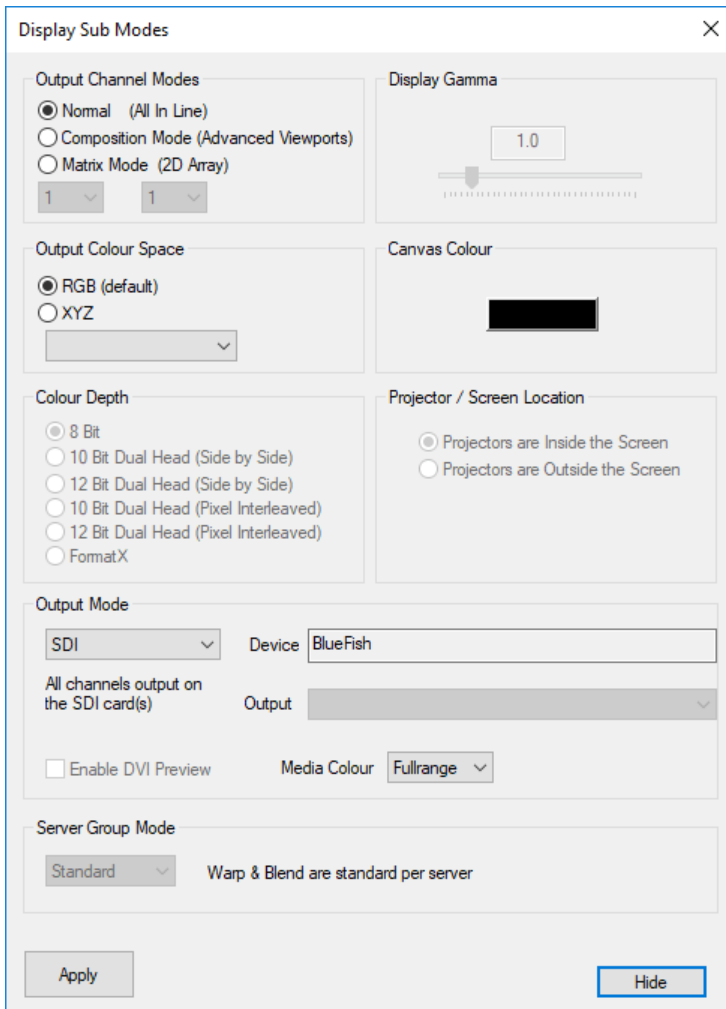 Display Sub Modes
Output Channel Modes
Normal (All In Line)
Composition Mode (Advanced Viewports)
Matrix Mode (2D Array)
1 1
Display Gamma
1.0
Output Colour Space
RGB (default)
XYZ
Canvas Colour
Colour Depth
8 Bit
10 Bit Dual Head (Side by Side)
12 Bit Dual Head (Side by Side)
10 Bit Dual Head (Pixel Interleaved)
12 Bit Dual Head (Pixel Interleaved)
FormatX
Projector / Screen Location
Projectors are Inside the Screen
Projectors are Outside the Screen
Output Mode
SDI Device BlueFish
All channels output on
the SDI card(s) Output
Enable DVI Preview Media Colour Fullrange
Server Group Mode
Standard Warp & Blend are standard per server
Apply Hide